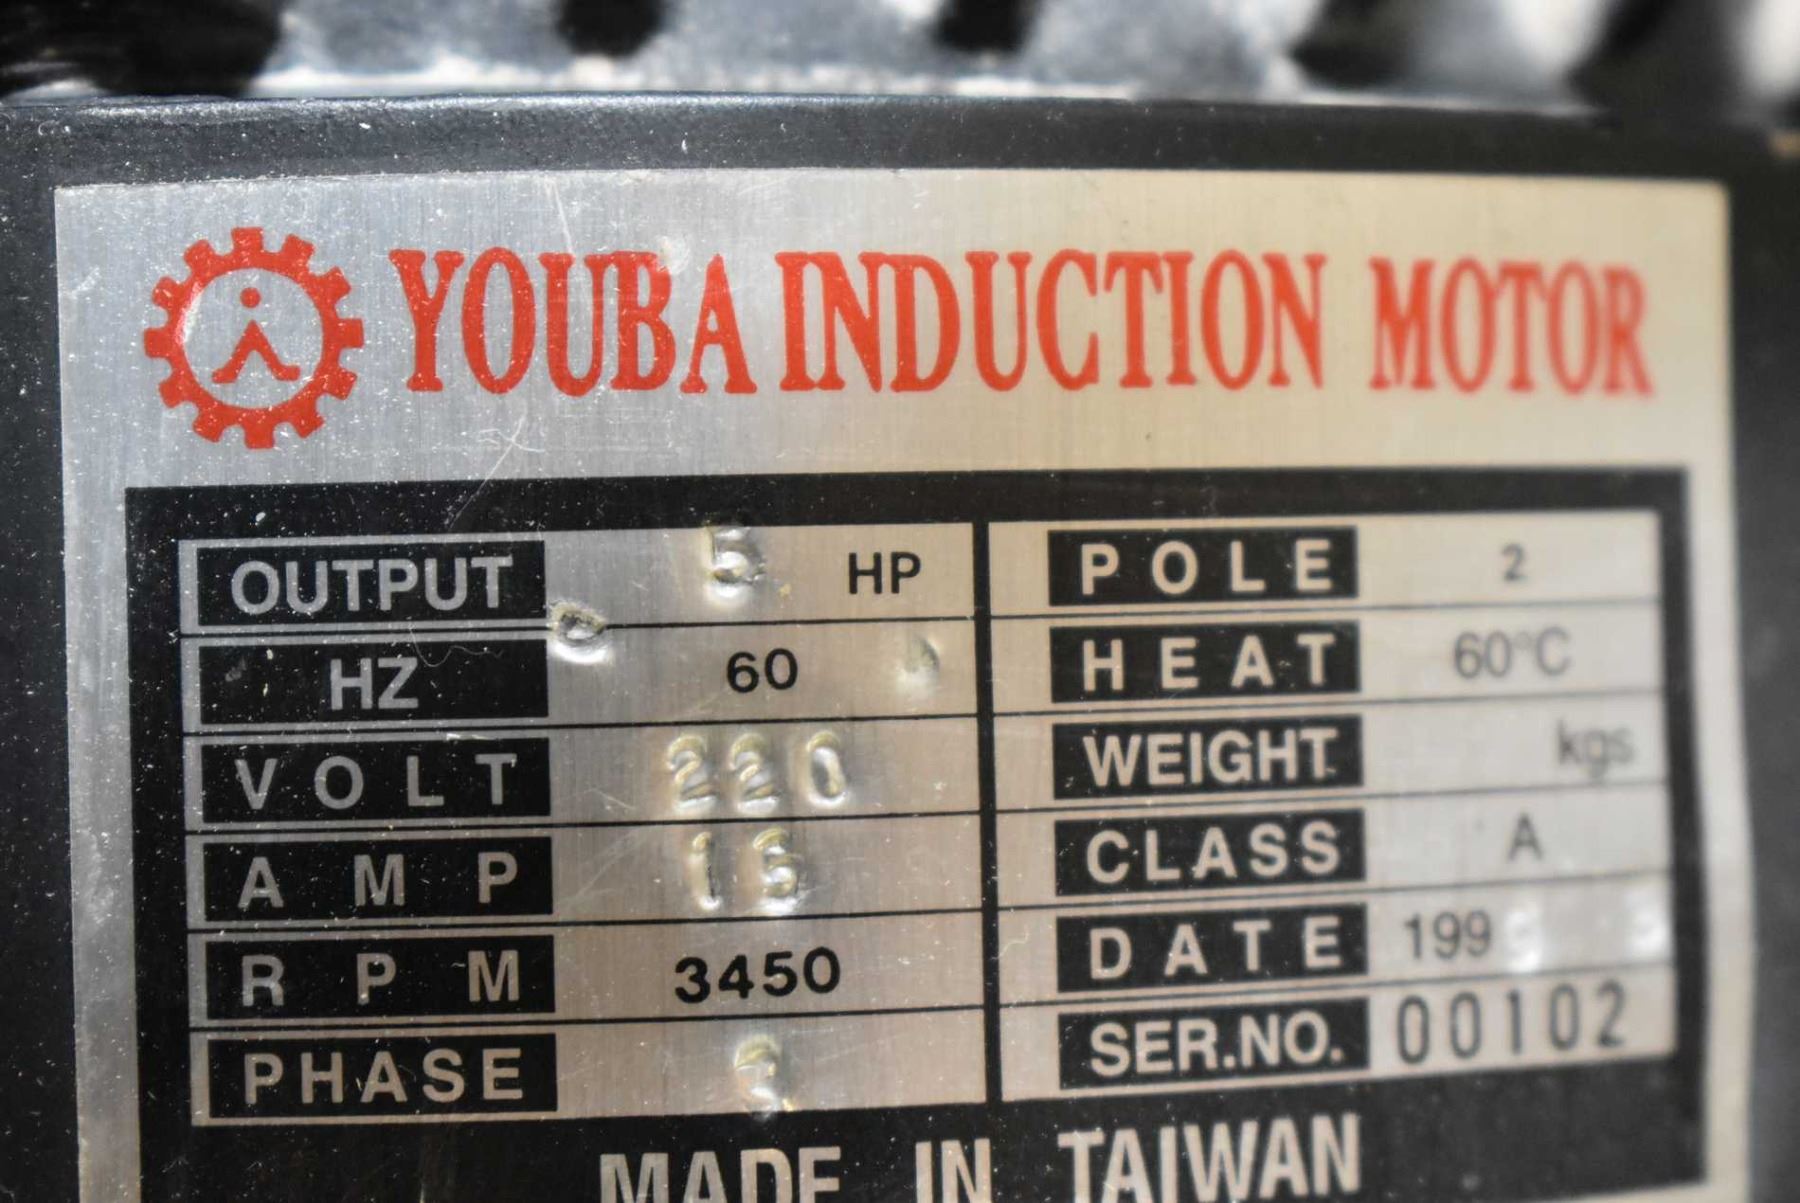 YOUBA INDUCTION MOTOR
OUTPUT 5 HP
HZ 60
VOLT 220
AMP 15
RPM 3450
PHASE
POLE 2
HEAT 60°C
WEIGHT kgs
CLASS A
DATE 199
SER.NO. 00102
MADE IN TAIWAN